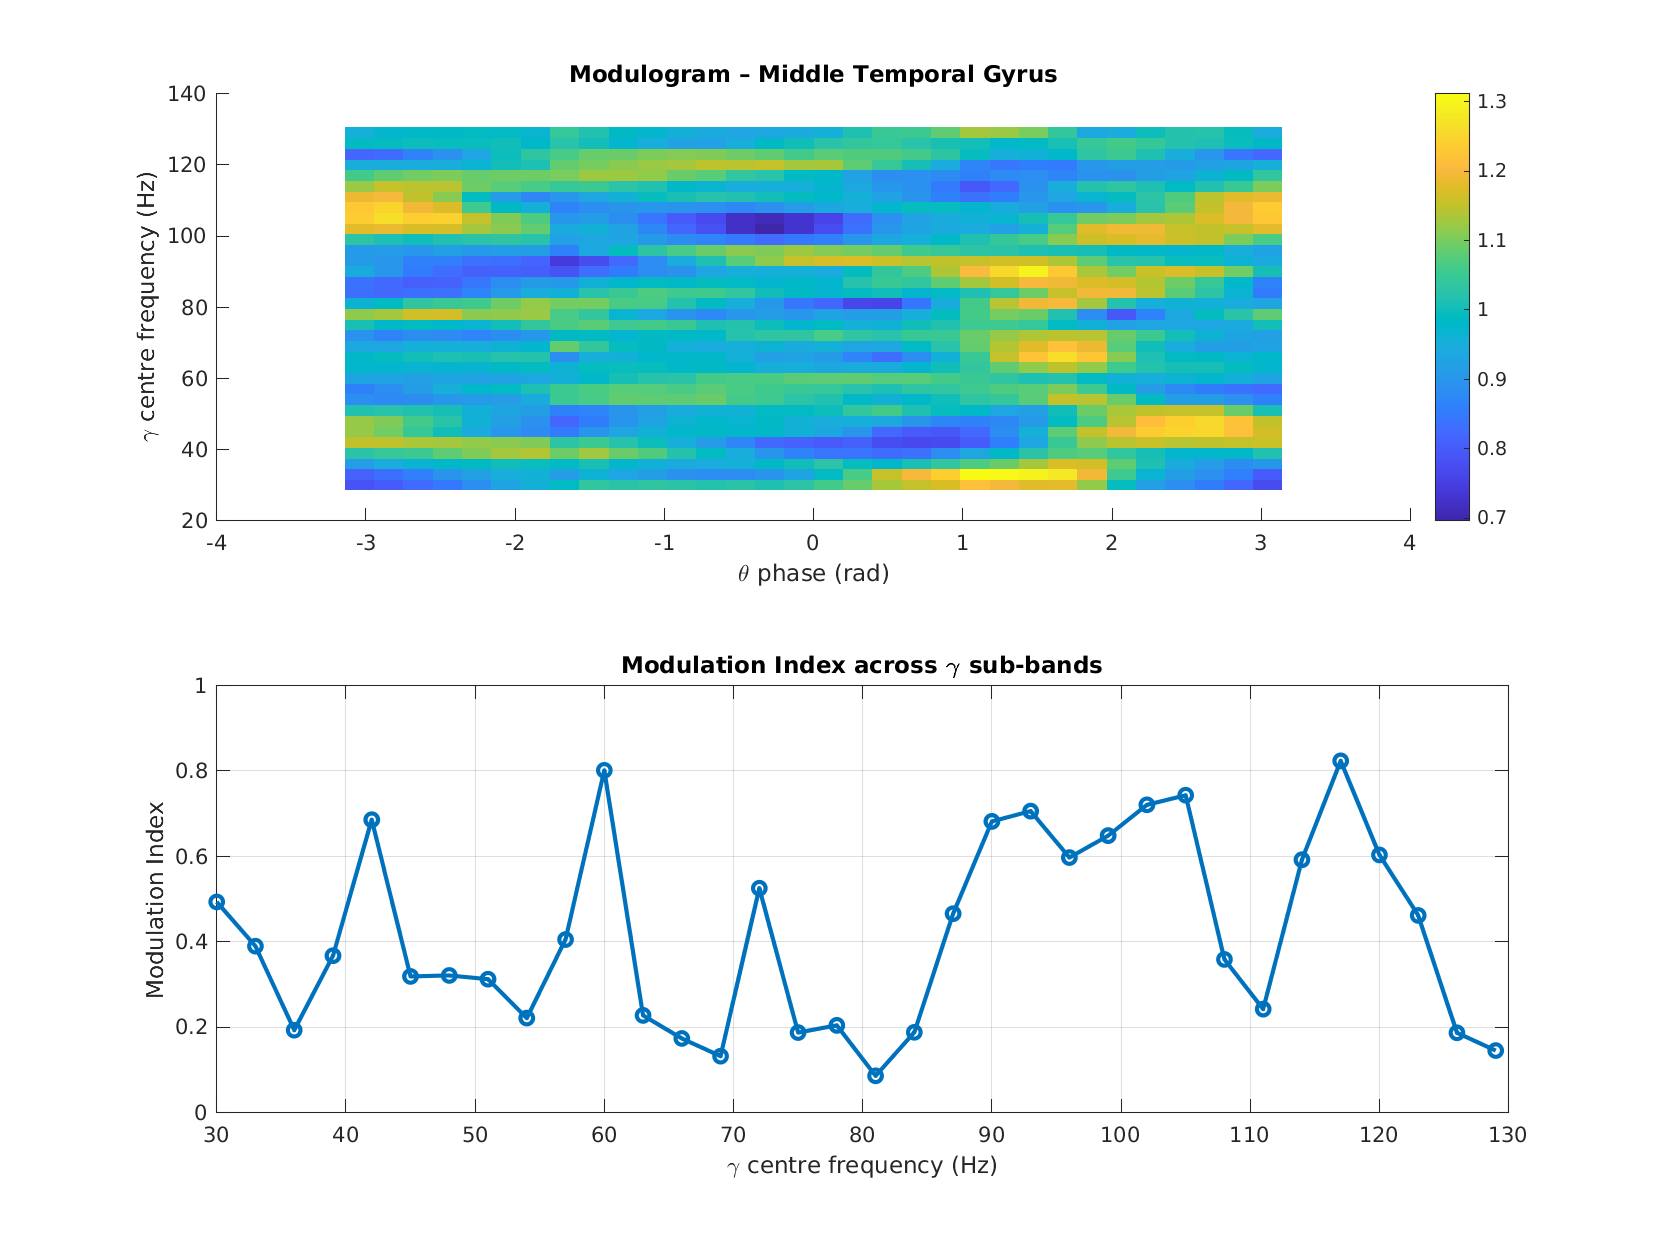 Modulogram – Middle Temporal Gyrus
γ centre frequency (Hz)
140
120
100
80
60
40
20
-4 -3 -2 -1 0 1 2 3 4
θ phase (rad)
1.3
1.2
1.1
1
0.9
0.8
0.7
Modulation Index across γ sub-bands
Modulation Index
1
0.8
0.6
0.4
0.2
0
30 40 50 60 70 80 90 100 110 120 130
γ centre frequency (Hz)